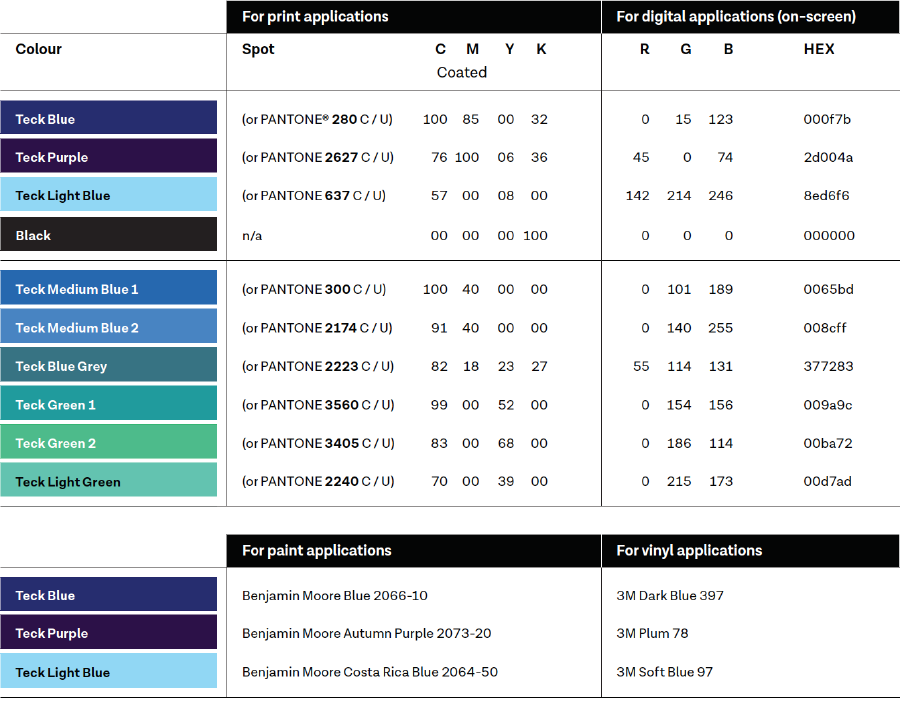 For print applications For digital applications (on-screen)
Colour Spot C M Y K R G B HEX
Coated
Teck Blue (or PANTONE® 280 C / U) 100 85 00 32 0 15 123 000f7b
Teck Purple (or PANTONE 2627 C / U) 76 100 06 36 45 0 74 2d004a
Teck Light Blue (or PANTONE 637 C / U) 57 00 08 00 142 214 246 8ed6f6
Black n/a 00 00 00 100 0 0 0 000000
Teck Medium Blue 1 (or PANTONE 300 C / U) 100 40 00 00 0 101 189 0065bd
Teck Medium Blue 2 (or PANTONE 2174 C / U) 91 40 00 00 0 140 255 008cff
Teck Blue Grey (or PANTONE 2223 C / U) 82 18 23 27 55 114 131 377283
Teck Green 1 (or PANTONE 3560 C / U) 99 00 52 00 0 154 156 009a9c
Teck Green 2 (or PANTONE 3405 C / U) 83 00 68 00 0 186 114 00ba72
Teck Light Green (or PANTONE 2240 C / U) 70 00 39 00 0 215 173 00d7ad
For paint applications For vinyl applications
Teck Blue Benjamin Moore Blue 2066-10 3M Dark Blue 397
Teck Purple Benjamin Moore Autumn Purple 2073-20 3M Plum 78
Teck Light Blue Benjamin Moore Costa Rica Blue 2064-50 3M Soft Blue 97